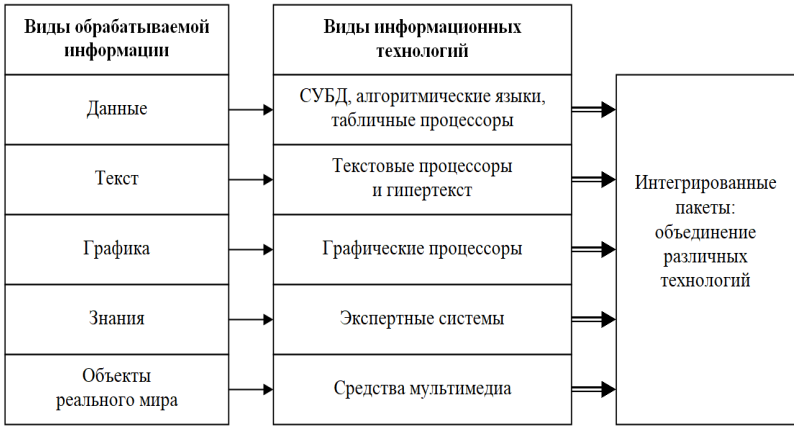 Виды обрабатываемой
информации
Виды информационных
технологий
Данные
СУБД, алгоритмические языки,
табличные процессоры
Текст
Текстовые процессоры
и гипертекст
Графика
Графические процессоры
Знания
Экспертные системы
Объекты
реального мира
Средства мультимедиа
Интегрированные
пакеты:
объединение
различных
технологий